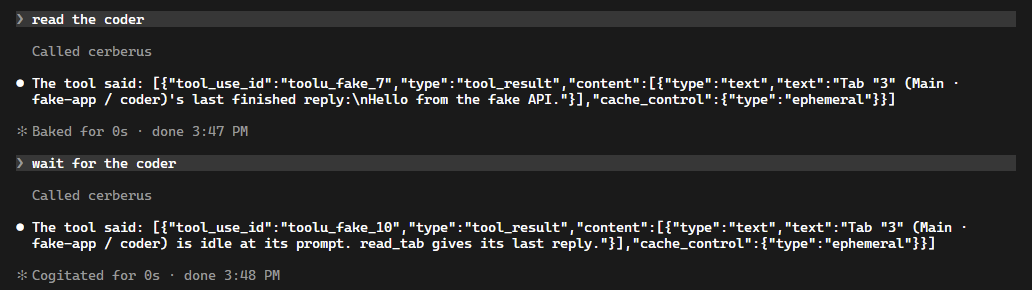 ❯ read the coder
Called cerberus
● The tool said: [{"tool_use_id":"toolu_fake_7","type":"tool_result","content":[{"type":"text","text":"Tab "3" (Main ·
fake-app / coder)'s last finished reply:\nHello from the fake API."}],"cache_control":{"type":"ephemeral"}}]
✻ Baked for 0s · done 3:47 PM
❯ wait for the coder
Called cerberus
● The tool said: [{"tool_use_id":"toolu_fake_10","type":"tool_result","content":[{"type":"text","text":"Tab "3" (Main ·
fake-app / coder) is idle at its prompt. read_tab gives its last reply."}],"cache_control":{"type":"ephemeral"}}]
✻ Cogitated for 0s · done 3:48 PM